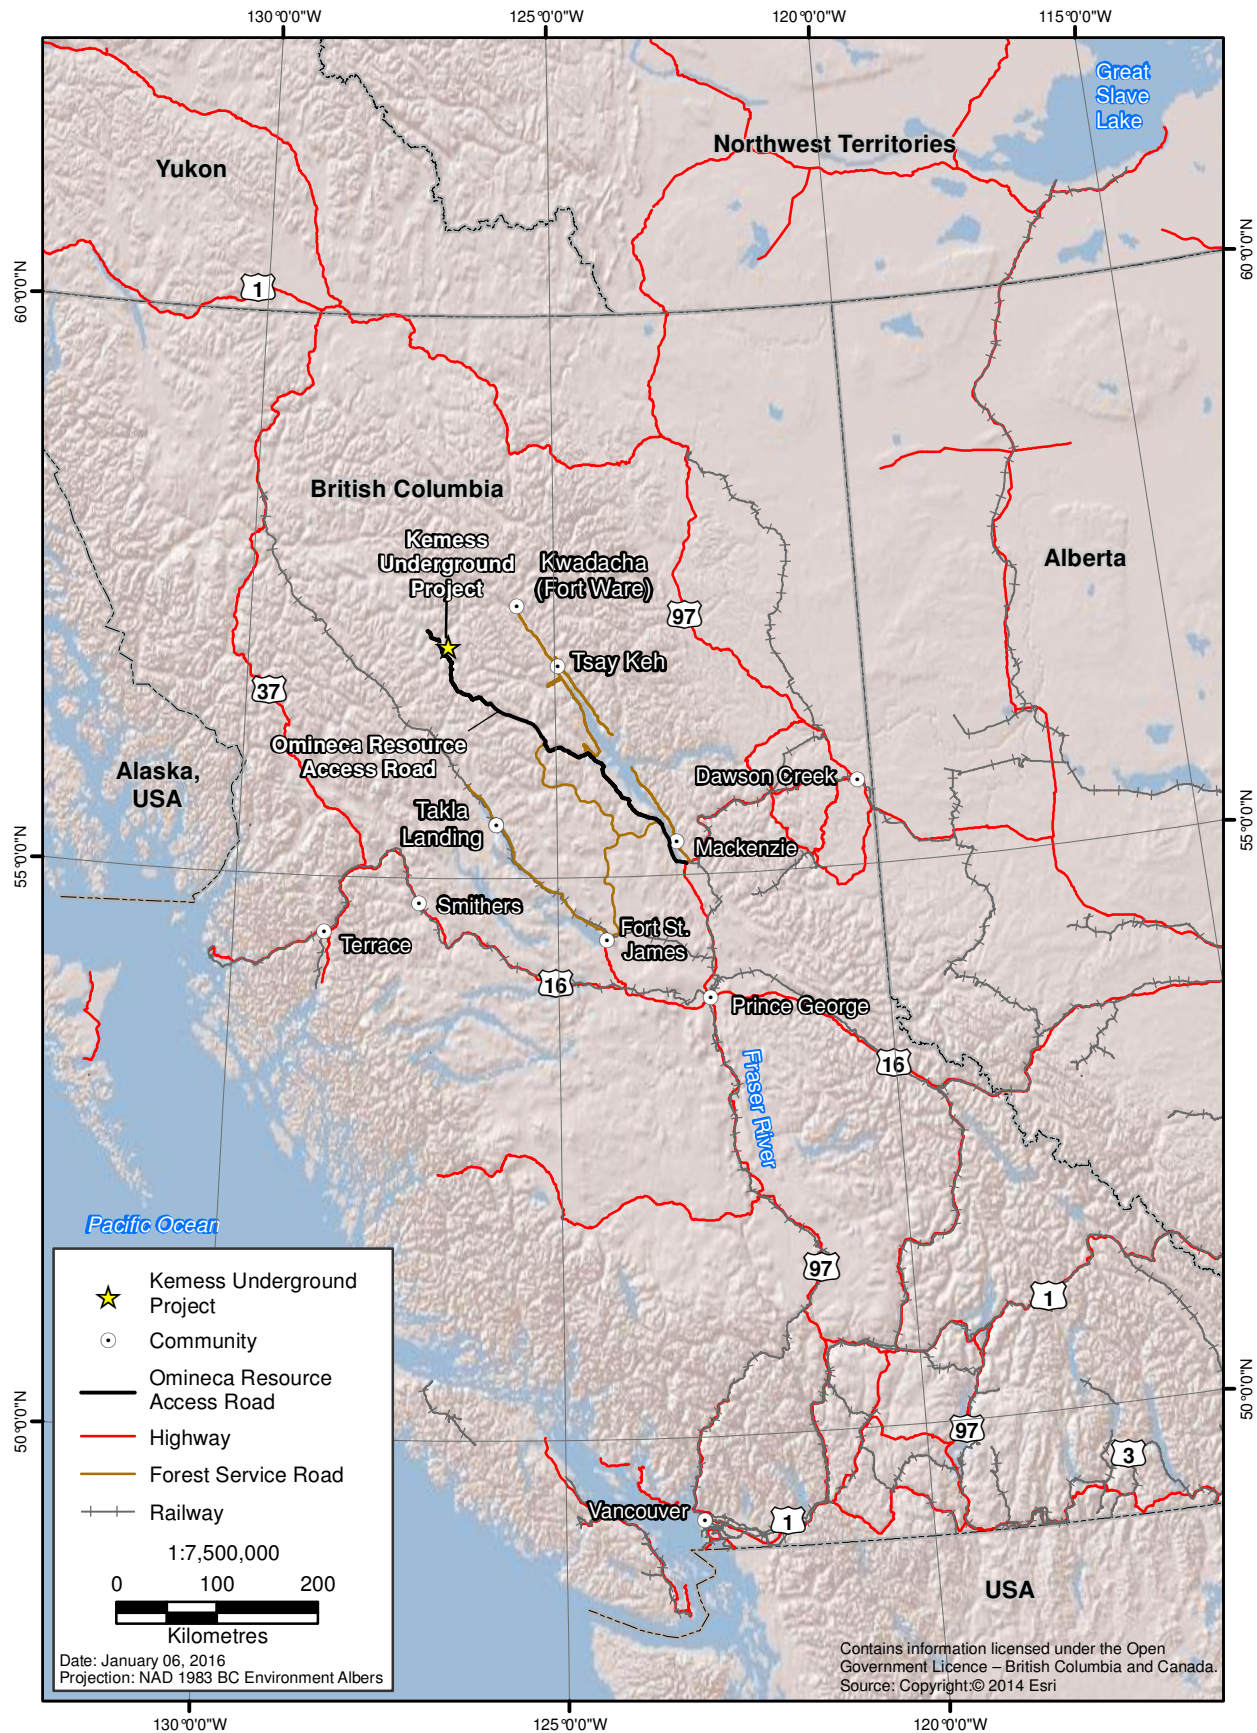 130°0'0"W
125°0'0"W
120°0'0"W
115°0'0"W
Great
Slave
Lake
Northwest Territories
Yukon
60°0'0"N
60°0'0"N
1
British Columbia
Kemess
Underground
Project
Kwadacha
(Fort Ware)
Alberta
97
Tsay Keh
37
Omineca Resource
Access Road
Alaska,
USA
Dawson Creek
Takla
Landing
Mackenzie
55°0'0"N
55°0'0"N
Smithers
Terrace
Fort St.
James
16
Prince George
16
Fraser River
Pacific Ocean
97
1
Kemess Underground
Project
Community
Omineca Resource
Access Road
Highway
Forest Service Road
Railway
1:7,500,000
0 100 200
Kilometres
Date: January 06, 2016
Projection: NAD 1983 BC Environment Albers
50°0'0"N
50°0'0"N
97
3
Vancouver
1
USA
Contains information licensed under the Open
Government Licence – British Columbia and Canada.
Source: Copyright:© 2014 Esri
130°0'0"W
125°0'0"W
120°0'0"W